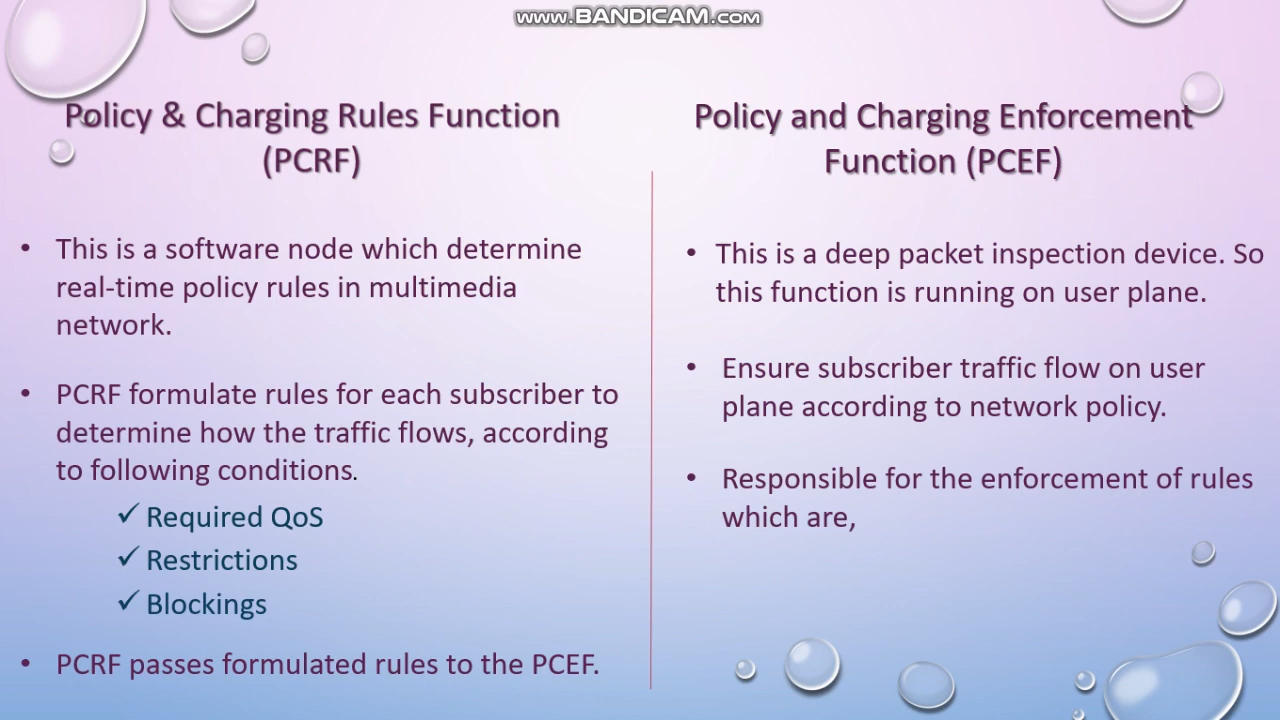 www.BANDICAM.com
Policy & Charging Rules Function
(PCRF)
• This is a software node which determine
real-time policy rules in multimedia
network.
• PCRF formulate rules for each subscriber to
determine how the traffic flows, according
to following conditions.
✓ Required QoS
✓ Restrictions
✓ Blockings
• PCRF passes formulated rules to the PCEF.
Policy and Charging Enforcement
Function (PCEF)
• This is a deep packet inspection device. So
this function is running on user plane.
• Ensure subscriber traffic flow on user
plane according to network policy.
• Responsible for the enforcement of rules
which are,